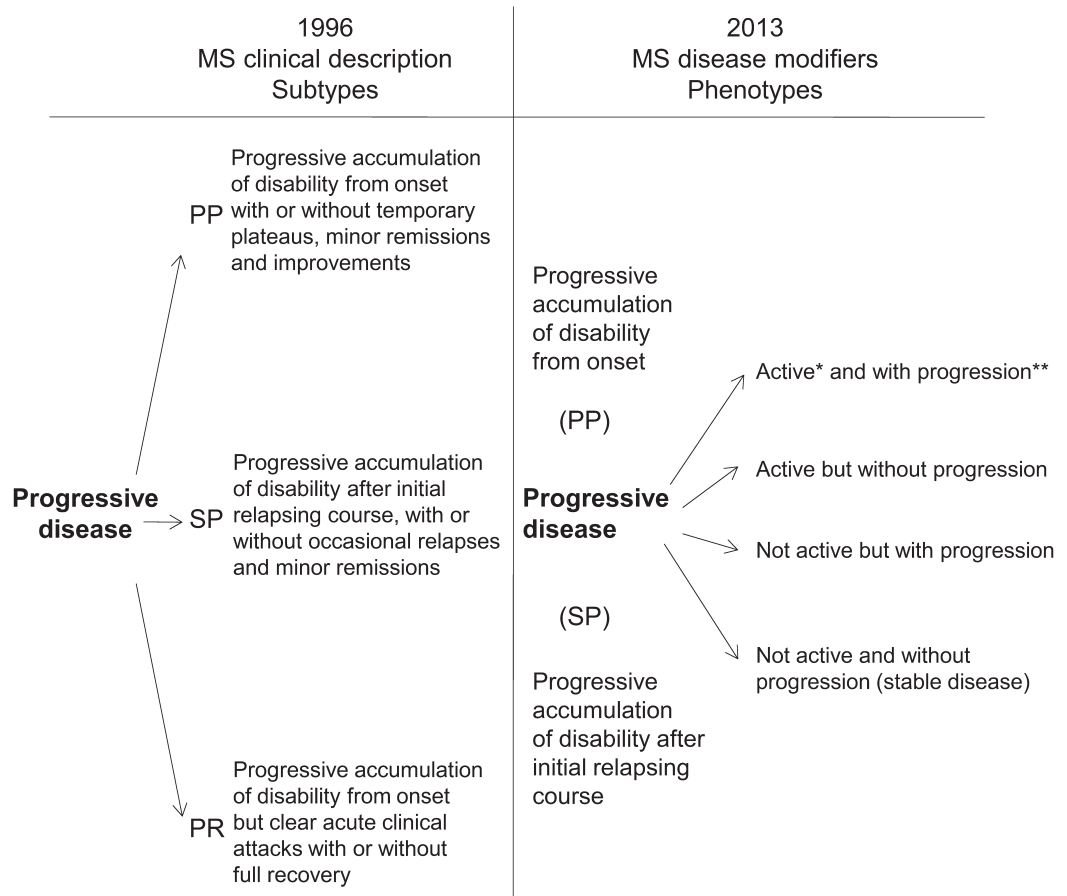 1996
MS clinical description
Subtypes
2013
MS disease modifiers
Phenotypes
Progressive accumulation
of disability from onset
PP with or without temporary
plateaus, minor remissions
and improvements
Progressive
disease
Progressive accumulation
of disability after initial
SP relapsing course, with or
without occasional relapses
and minor remissions
Progressive accumulation
of disability from onset
PR but clear acute clinical
attacks with or without
full recovery
Progressive
accumulation
of disability
from onset
(PP)
Progressive
disease
(SP)
Progressive
accumulation
of disability after
initial relapsing
course
Active* and with progression**
Active but without progression
Not active but with progression
Not active and without
progression (stable disease)